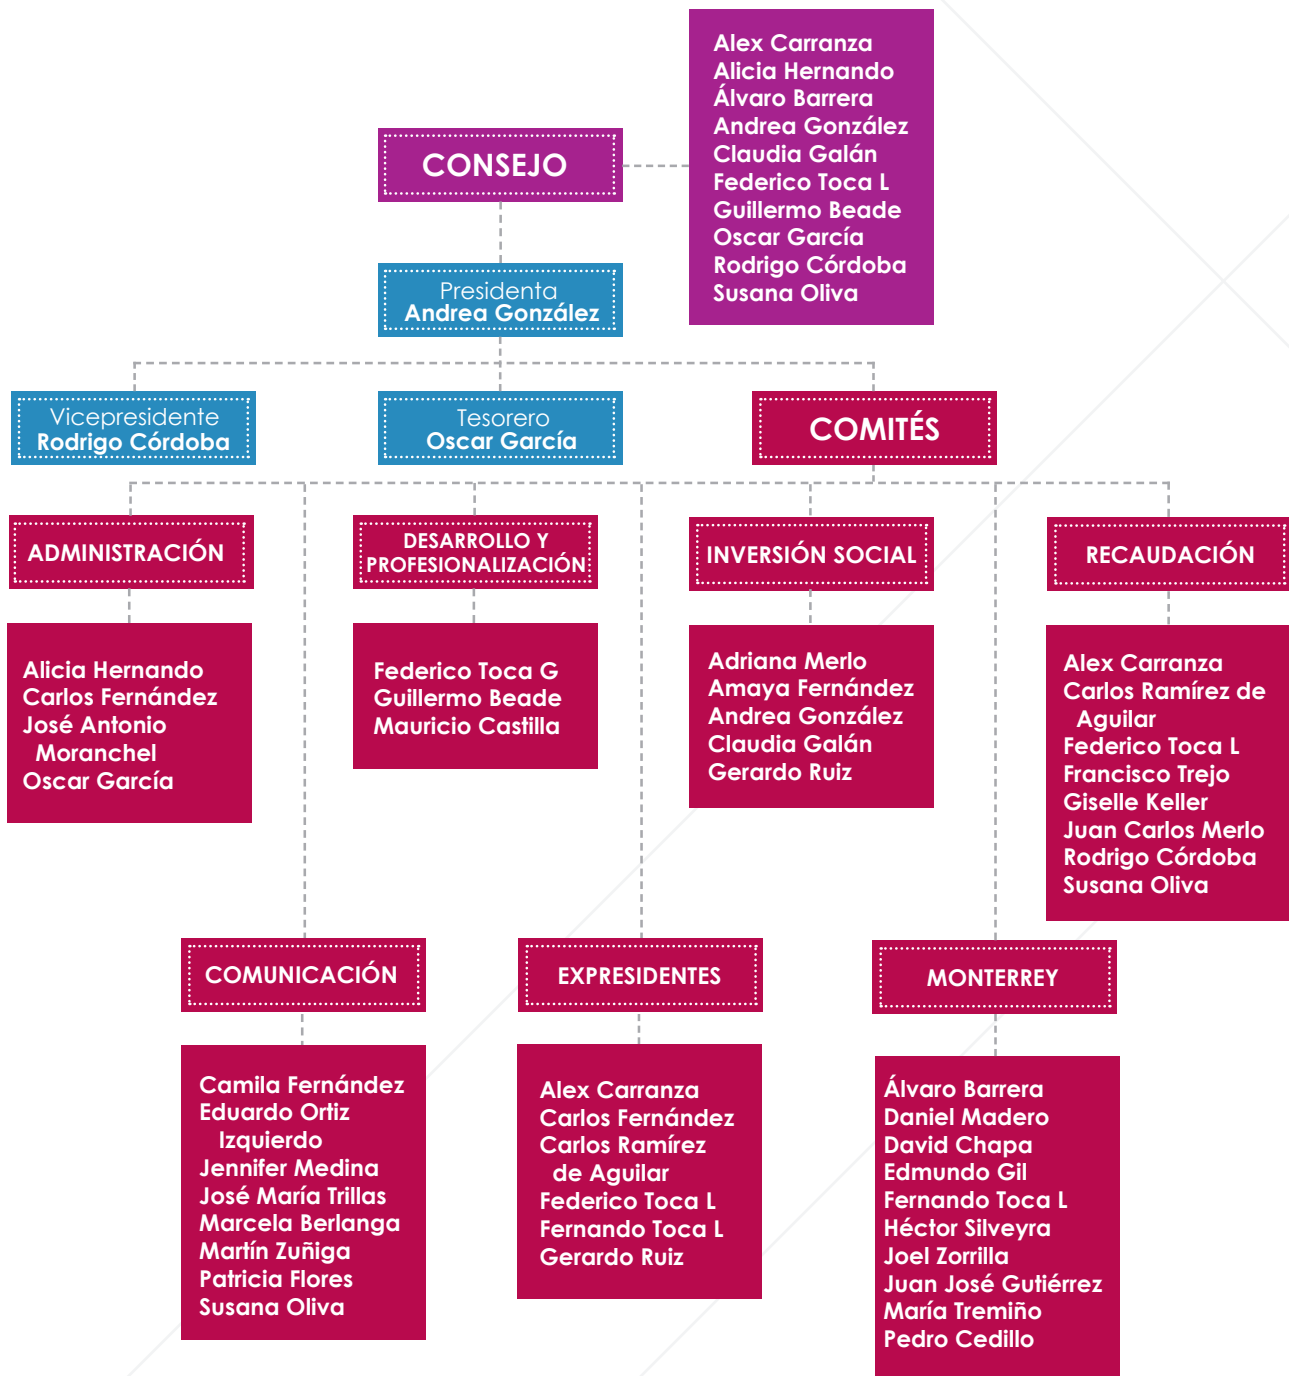 CONSEJO
Alex Carranza
Alicia Hernando
Álvaro Barrera
Andrea González
Claudia Galán
Federico Toca L
Guillermo Beade
Oscar García
Rodrigo Córdoba
Susana Oliva
Presidenta
Andrea González
Vicepresidente
Rodrigo Córdoba
Tesorero
Oscar García
COMITÉS
ADMINISTRACIÓN
Alicia Hernando
Carlos Fernández
José Antonio
Moranchel
Oscar García
DESARROLLO Y
PROFESIONALIZACIÓN
Federico Toca G
Guillermo Beade
Mauricio Castilla
INVERSIÓN SOCIAL
Adriana Merlo
Amaya Fernández
Andrea González
Claudia Galán
Gerardo Ruiz
RECAUDACIÓN
Alex Carranza
Carlos Ramírez de
Aguilar
Federico Toca L
Francisco Trejo
Giselle Keller
Juan Carlos Merlo
Rodrigo Córdoba
Susana Oliva
COMUNICACIÓN
Camila Fernández
Eduardo Ortiz
Izquierdo
Jennifer Medina
José María Trillas
Marcela Berlanga
Martín Zuñiga
Patricia Flores
Susana Oliva
EXPRESIDENTES
Alex Carranza
Carlos Fernández
Carlos Ramírez
de Aguilar
Federico Toca L
Fernando Toca L
Gerardo Ruiz
MONTERREY
Álvaro Barrera
Daniel Madero
David Chapa
Edmundo Gil
Fernando Toca L
Héctor Silveyra
Joel Zorrilla
Juan José Gutiérrez
María Tremiño
Pedro Cedillo